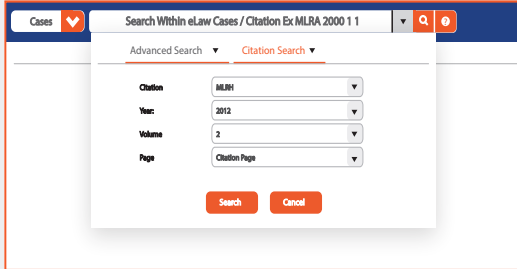 Cases Search Within eLaw Cases / Citation Ex MLRA 2000 1 1 ?
Advanced Search Citation Search
Citation MLRH
Year: 2012
Volume 2
Page Citation Page
Search Cancel